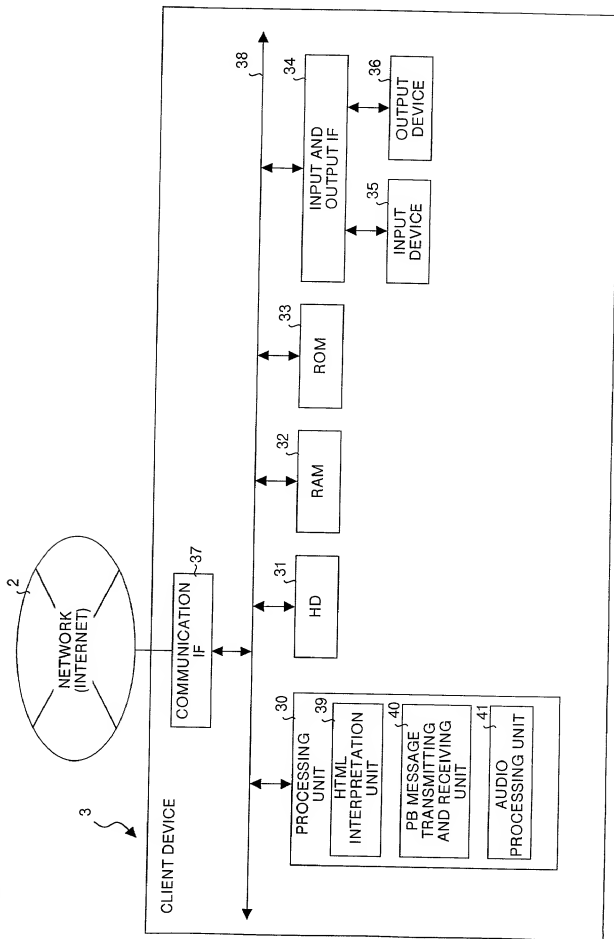 3
CLIENT DEVICE
NETWORK
(INTERNET)
2
COMMUNICATION
IF
37
38
30
PROCESSING
UNIT
39
HTML
INTERPRETATION
UNIT
40
PB MESSAGE
TRANSMITTING
AND RECEIVING
UNIT
41
AUDIO
PROCESSING UNIT
31
HD
32
RAM
33
ROM
34
INPUT AND
OUTPUT IF
35
INPUT
DEVICE
36
OUTPUT
DEVICE